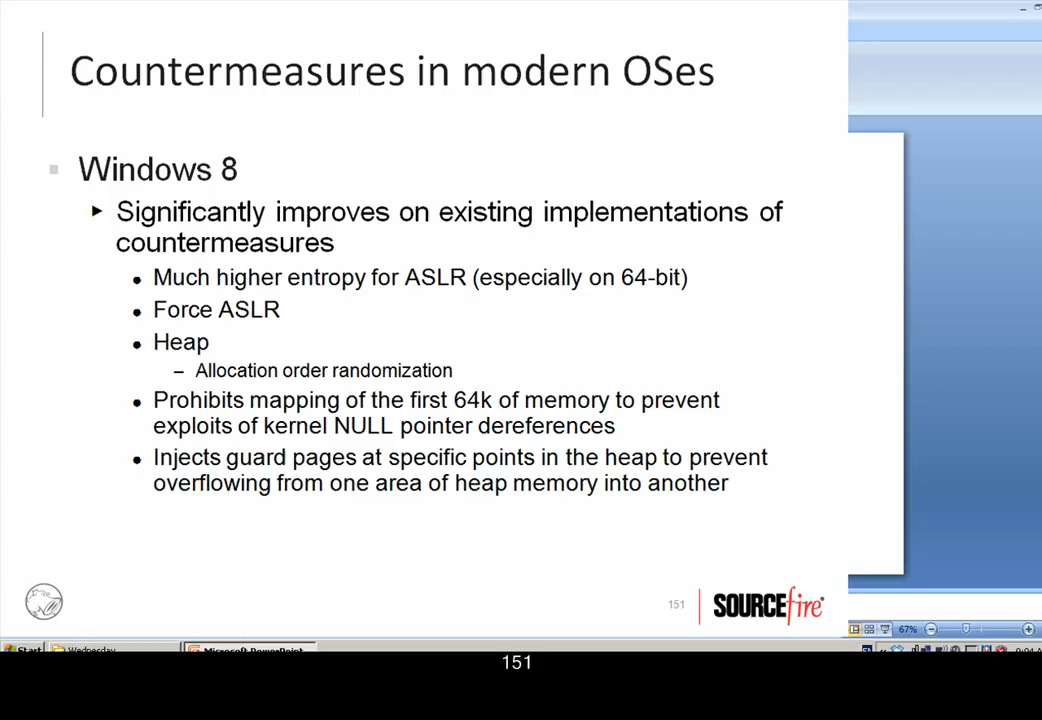 Countermeasures in modern OSes
Windows 8
Significantly improves on existing implementations of
countermeasures
Much higher entropy for ASLR (especially on 64-bit)
Force ASLR
Heap
– Allocation order randomization
Prohibits mapping of the first 64k of memory to prevent
exploits of kernel NULL pointer dereferences
Injects guard pages at specific points in the heap to prevent
overflowing from one area of heap memory into another
151
SOURCEfire
67%
Start
Wednesday
Microsoft PowerPoint
151